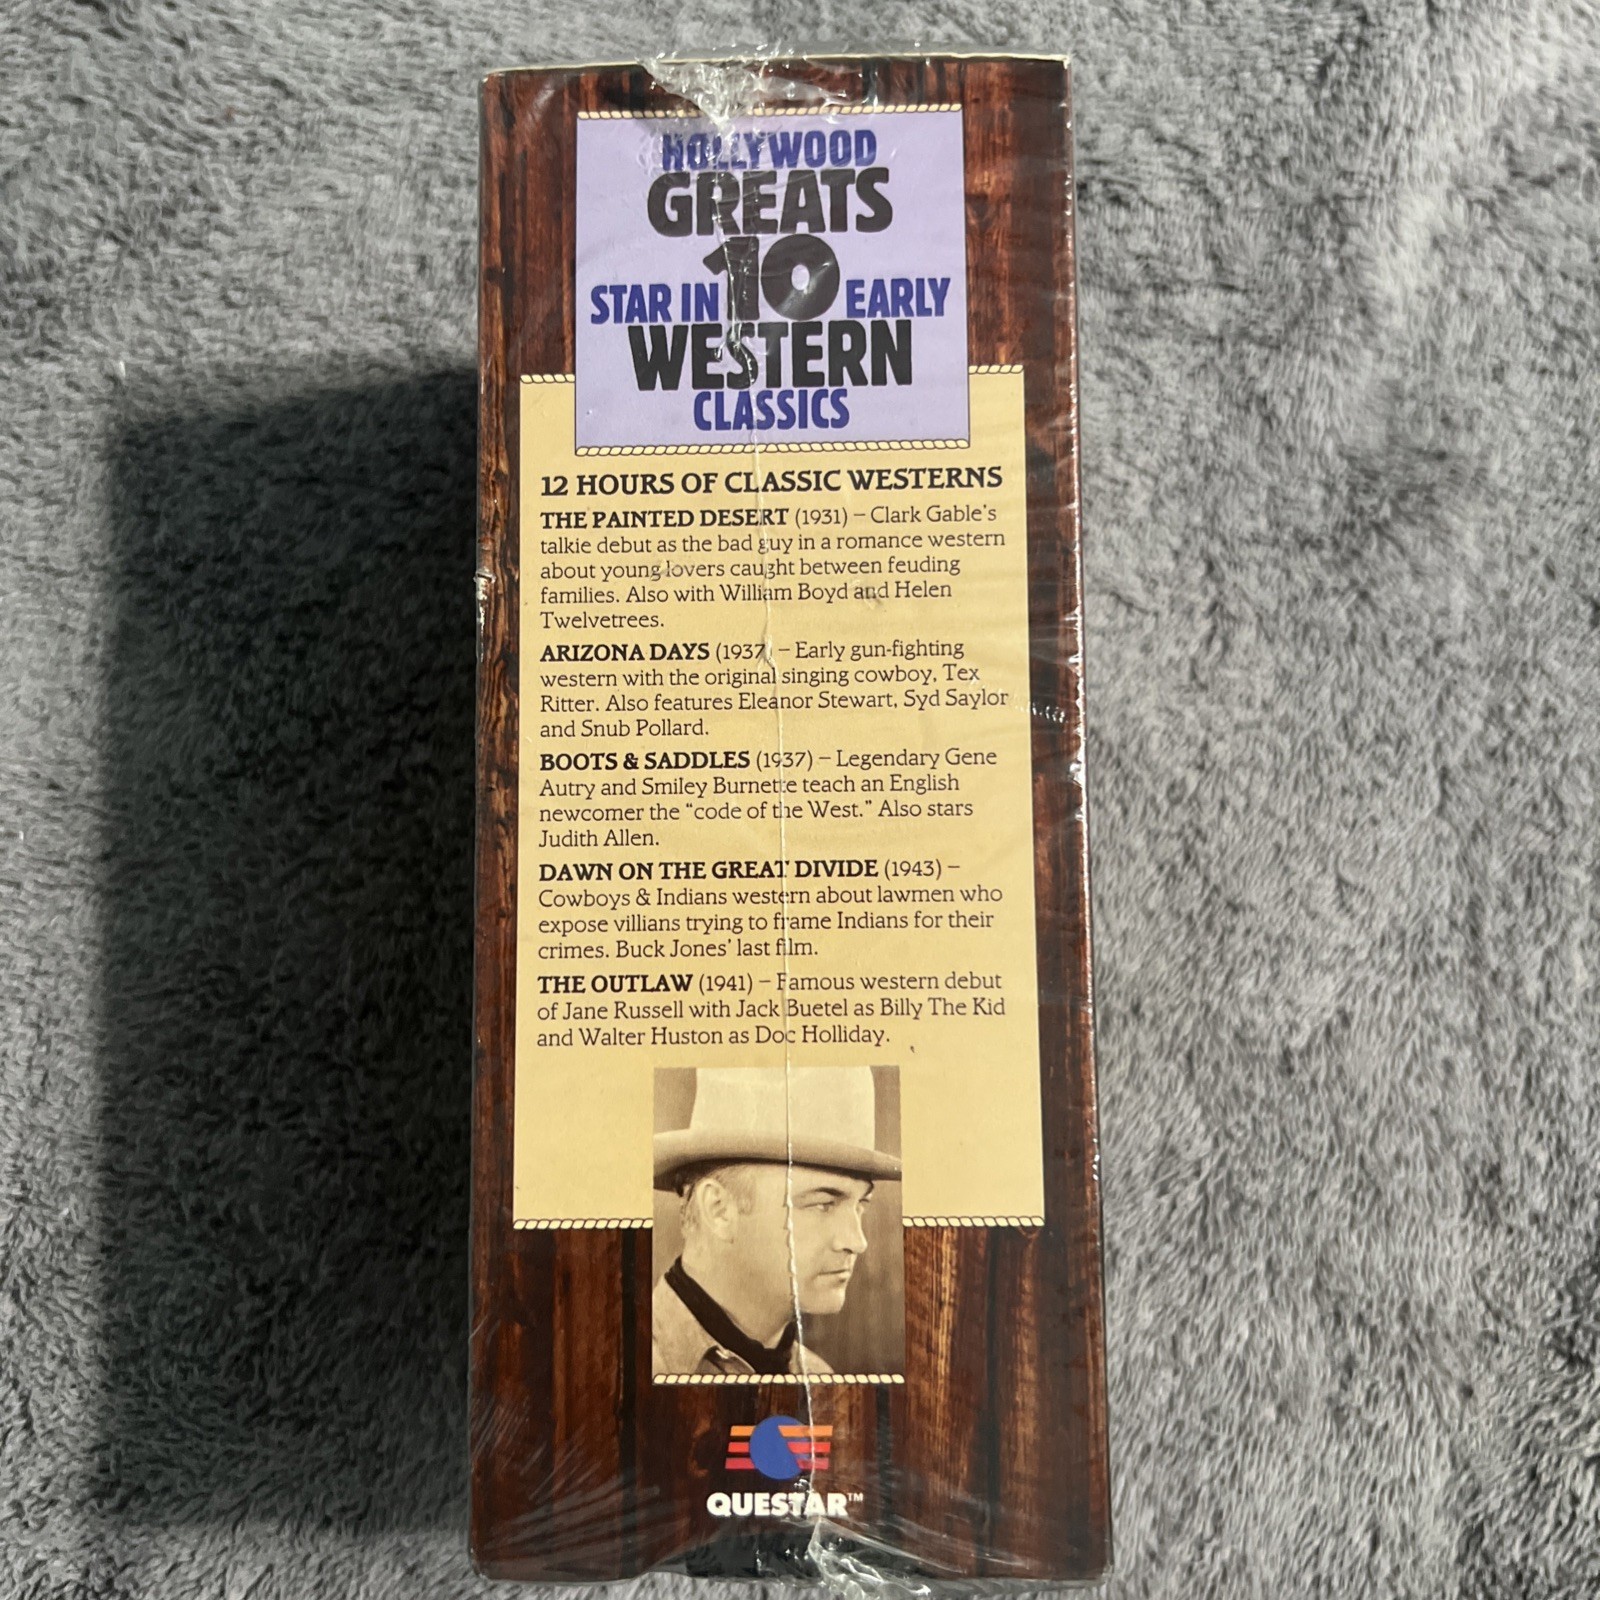 HOLLYWOOD
GREATS
STAR IN 10 EARLY
WESTERN
CLASSICS
12 HOURS OF CLASSIC WESTERNS
THE PAINTED DESERT (1931) – Clark Gable's
talkie debut as the bad guy in a romance western
about young lovers caught between feuding
families. Also with William Boyd and Helen
Twelvetrees.
ARIZONA DAYS (1937) – Early gun-fighting
western with the original singing cowboy, Tex
Ritter. Also features Eleanor Stewart, Syd Saylor
and Snub Pollard.
BOOTS & SADDLES (1937) – Legendary Gene
Autry and Smiley Burnette teach an English
newcomer the "code of the West." Also stars
Judith Allen.
DAWN ON THE GREAT DIVIDE (1943) –
Cowboys & Indians western about lawmen who
expose villians trying to frame Indians for their
crimes. Buck Jones' last film.
THE OUTLAW (1941) – Famous western debut
of Jane Russell with Jack Buetel as Billy The Kid
and Walter Huston as Doc Holliday.
QUESTAR™